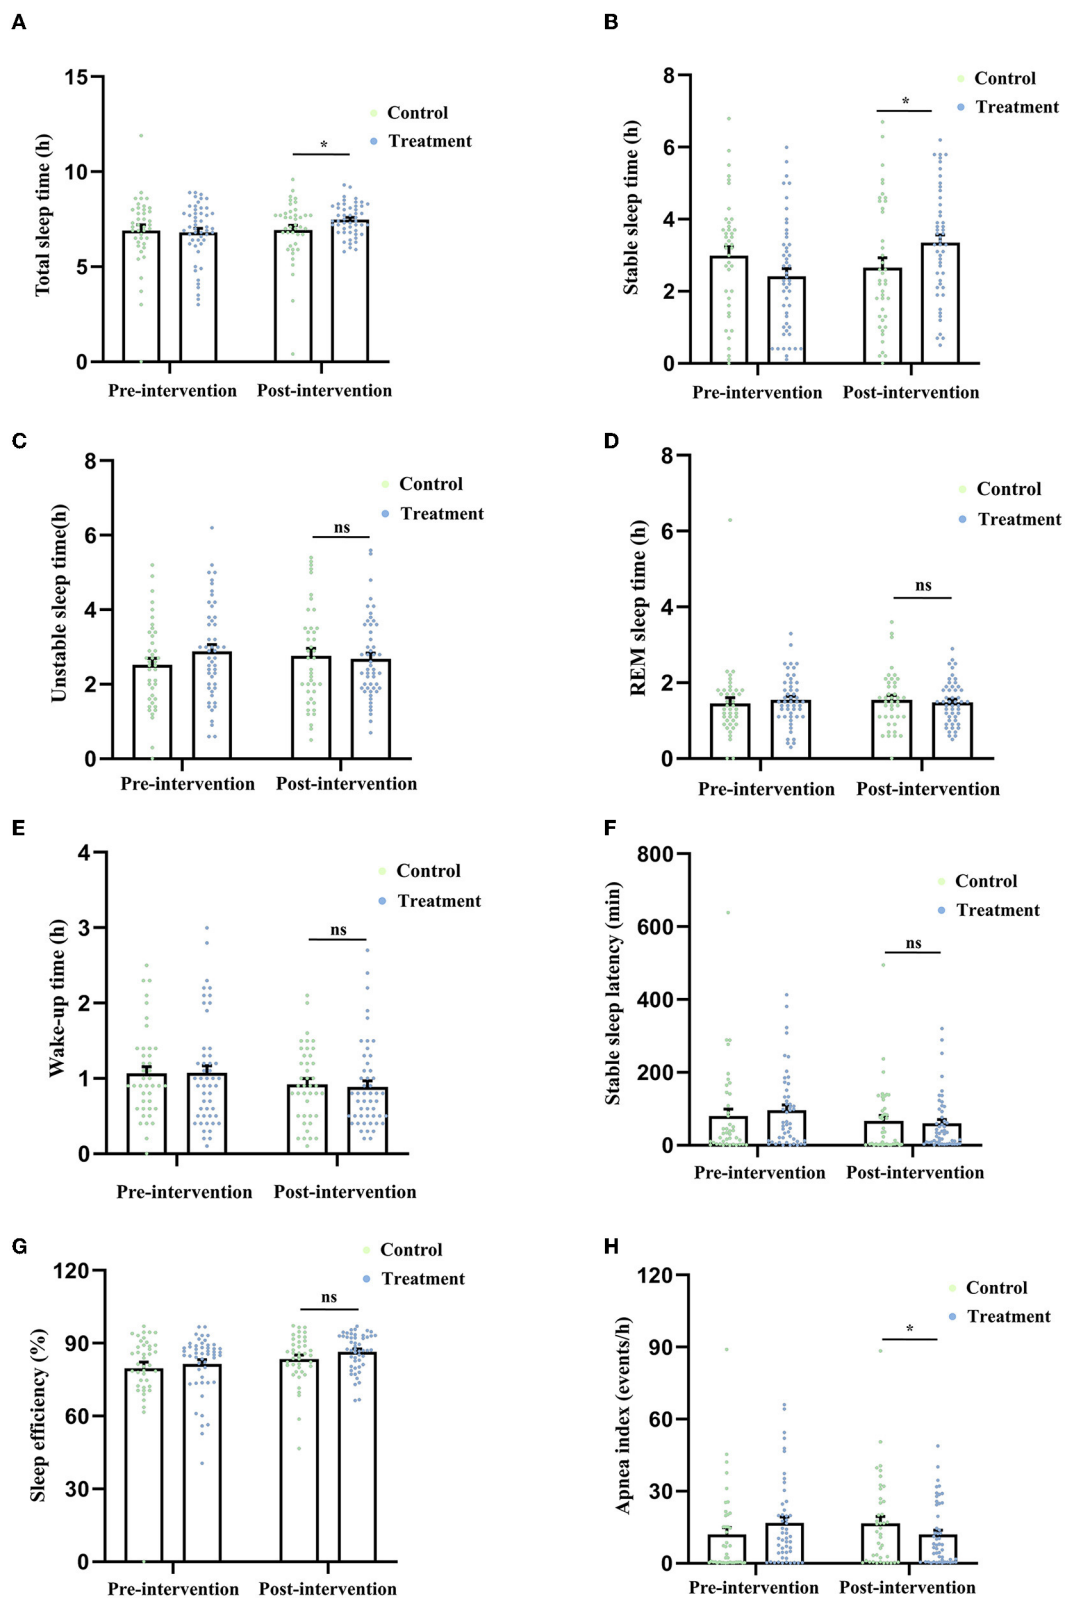 A
Total sleep time (h)
15
10
5
0
Control
Treatment
*
Pre-intervention Post-intervention
B
Stable sleep time (h)
8
6
4
2
0
Control
Treatment
*
Pre-intervention Post-intervention
C
Unstable sleep time(h)
8
6
4
2
0
Control
Treatment
ns
Pre-intervention Post-intervention
D
REM sleep time (h)
8
6
4
2
0
Control
Treatment
ns
Pre-intervention Post-intervention
E
Wake-up time (h)
4
3
2
1
0
Control
Treatment
ns
Pre-intervention Post-intervention
F
Stable sleep latency (min)
800
600
400
200
0
Control
Treatment
ns
Pre-intervention Post-intervention
G
Sleep efficiency (%)
120
90
60
30
0
Control
Treatment
ns
Pre-intervention Post-intervention
H
Apnea index (events/h)
120
90
60
30
0
Control
Treatment
*
Pre-intervention Post-intervention